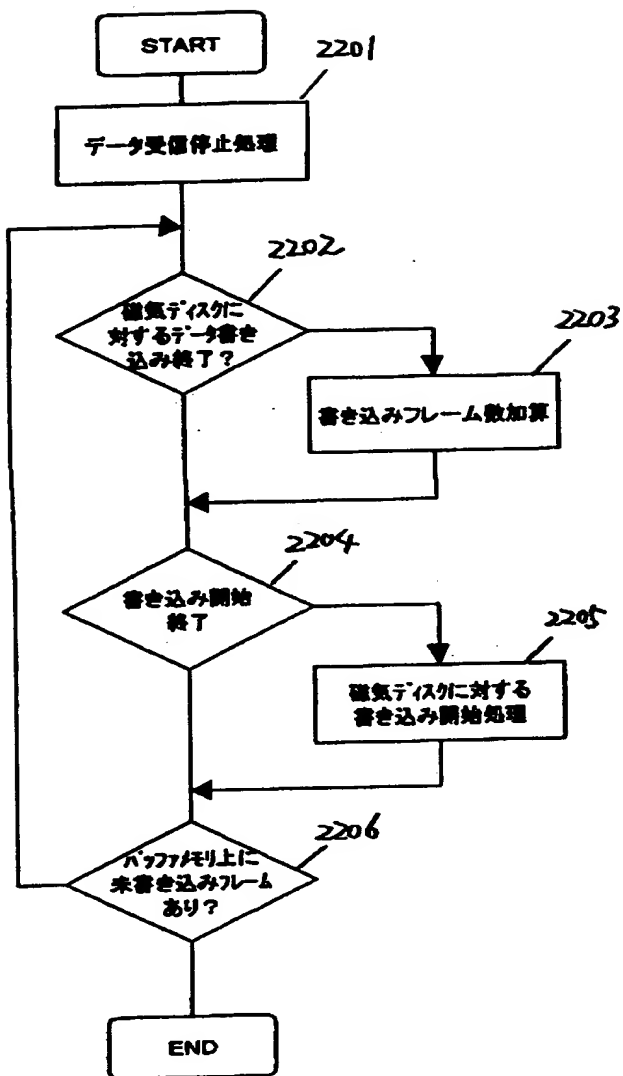 START
2201
データ受信停止処理
2202
磁気ディスクに
対するデータ書き
込み終了？
2203
書き込みフレーム数加算
2204
書き込み開始
終了
2205
磁気ディスクに対する
書き込み開始処理
2206
バッファメモリ上に
未書き込みフレーム
あり？
END